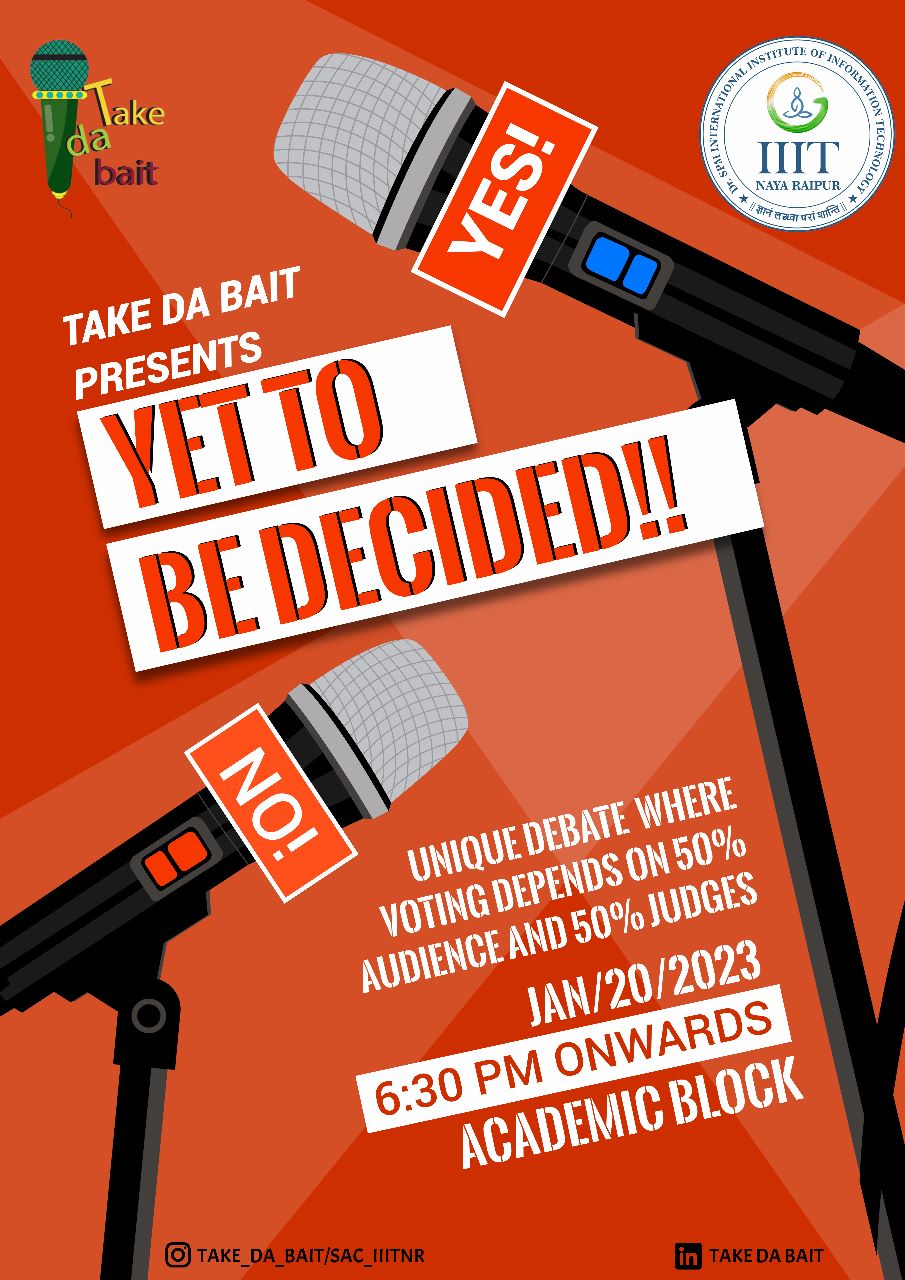 Take
da
bait
DR. SPM INTERNATIONAL INSTITUTE OF INFORMATION TECHNOLOGY
IIIT
NAYA RAIPUR
YES!
TAKE DA BAIT
PRESENTS
YET TO
BE DECIDED!!
NO!
UNIQUE DEBATE WHERE
VOTING DEPENDS ON 50%
AUDIENCE AND 50% JUDGES
JAN/20/2023
6:30 PM ONWARDS
ACADEMIC BLOCK
TAKE_DA_BAIT/SAC_IIITNR
in TAKE DA BAIT